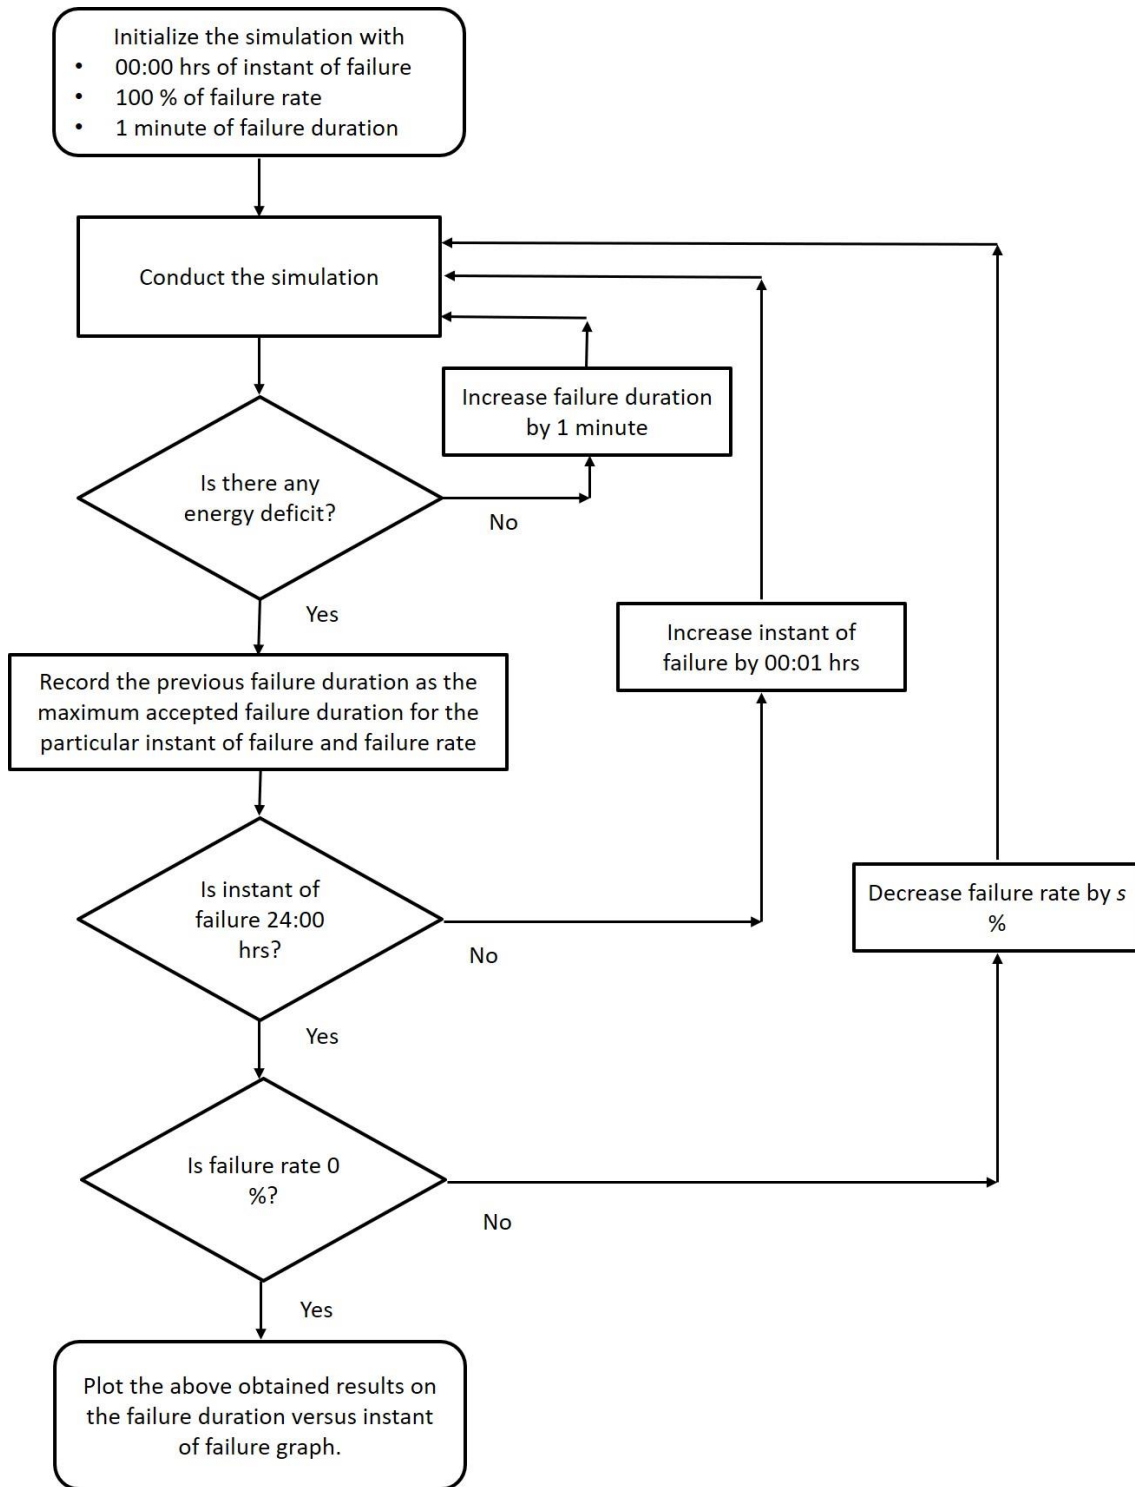 Initialize the simulation with
• 00:00 hrs of instant of failure
• 100 % of failure rate
• 1 minute of failure duration
Conduct the simulation
Increase failure duration
by 1 minute
Is there any
energy deficit?
No
Yes
Increase instant of
failure by 00:01 hrs
Record the previous failure duration as the
maximum accepted failure duration for the
particular instant of failure and failure rate
Is instant of
failure 24:00
hrs?
No
Decrease failure rate by s
%
Yes
Is failure rate 0
%?
No
Yes
Plot the above obtained results on
the failure duration versus instant
of failure graph.